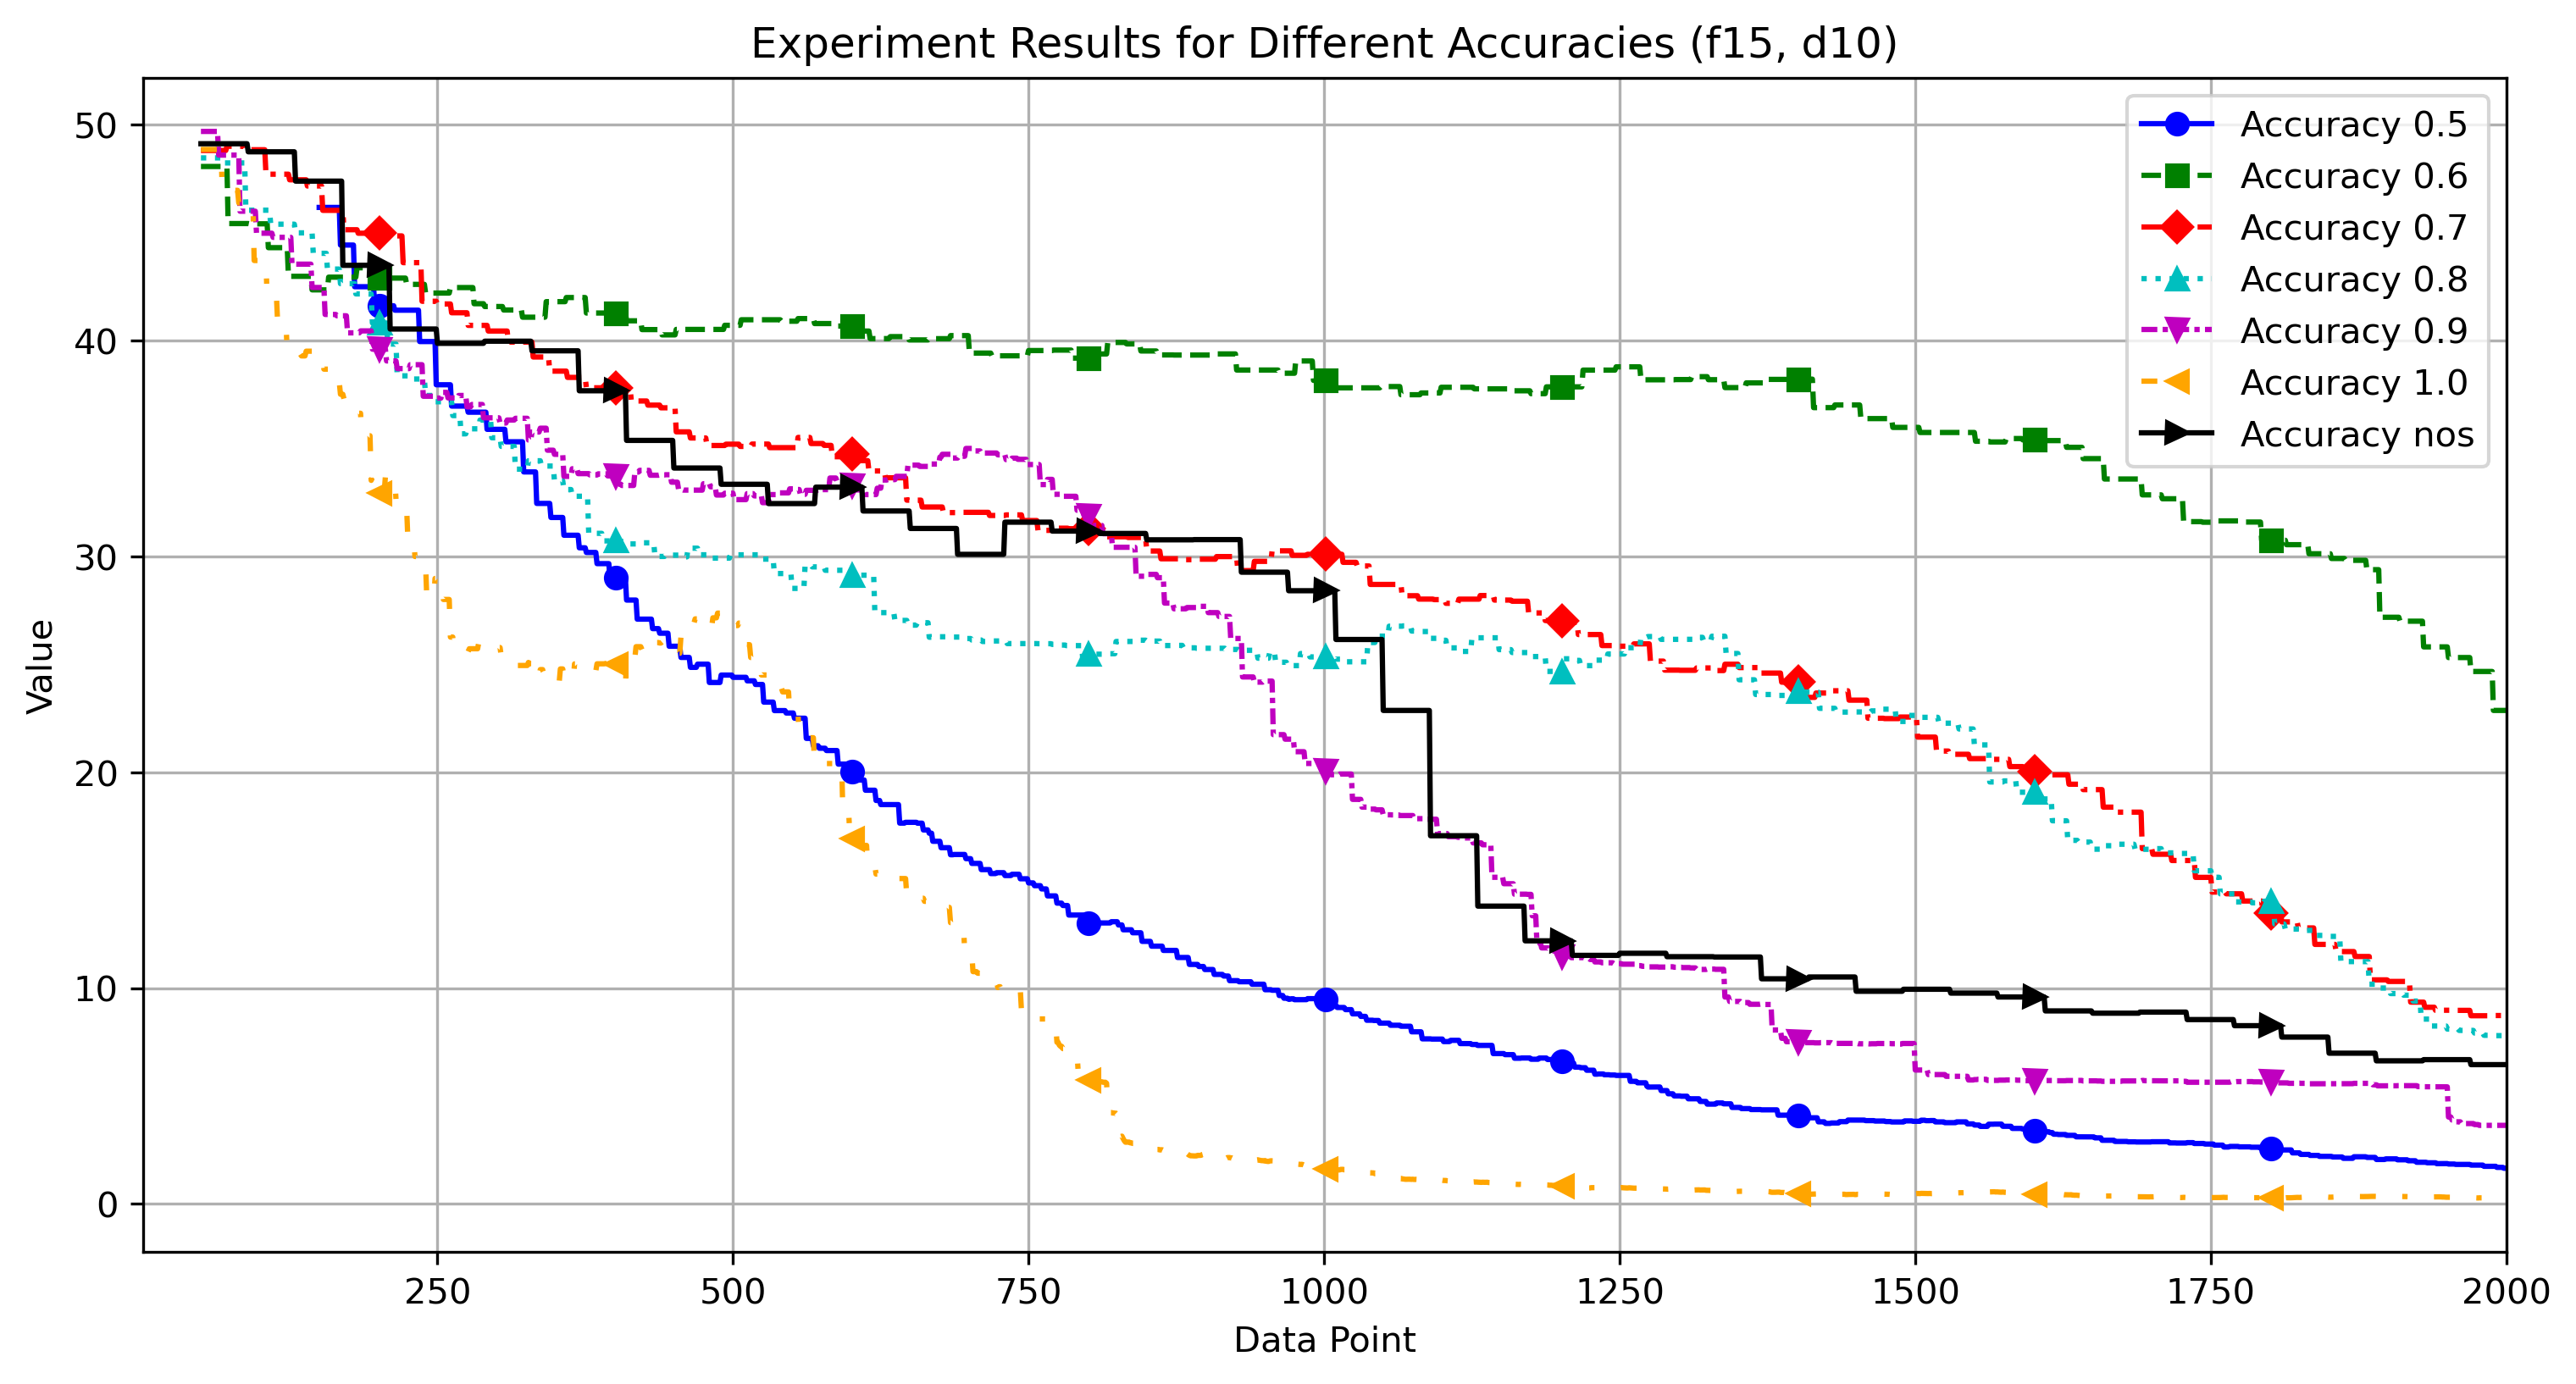 Experiment Results for Different Accuracies (f15, d10)
Value
50
40
30
20
10
0
250 500 750 1000 1250 1500 1750 2000
Data Point
Accuracy 0.5
Accuracy 0.6
Accuracy 0.7
Accuracy 0.8
Accuracy 0.9
Accuracy 1.0
Accuracy nos